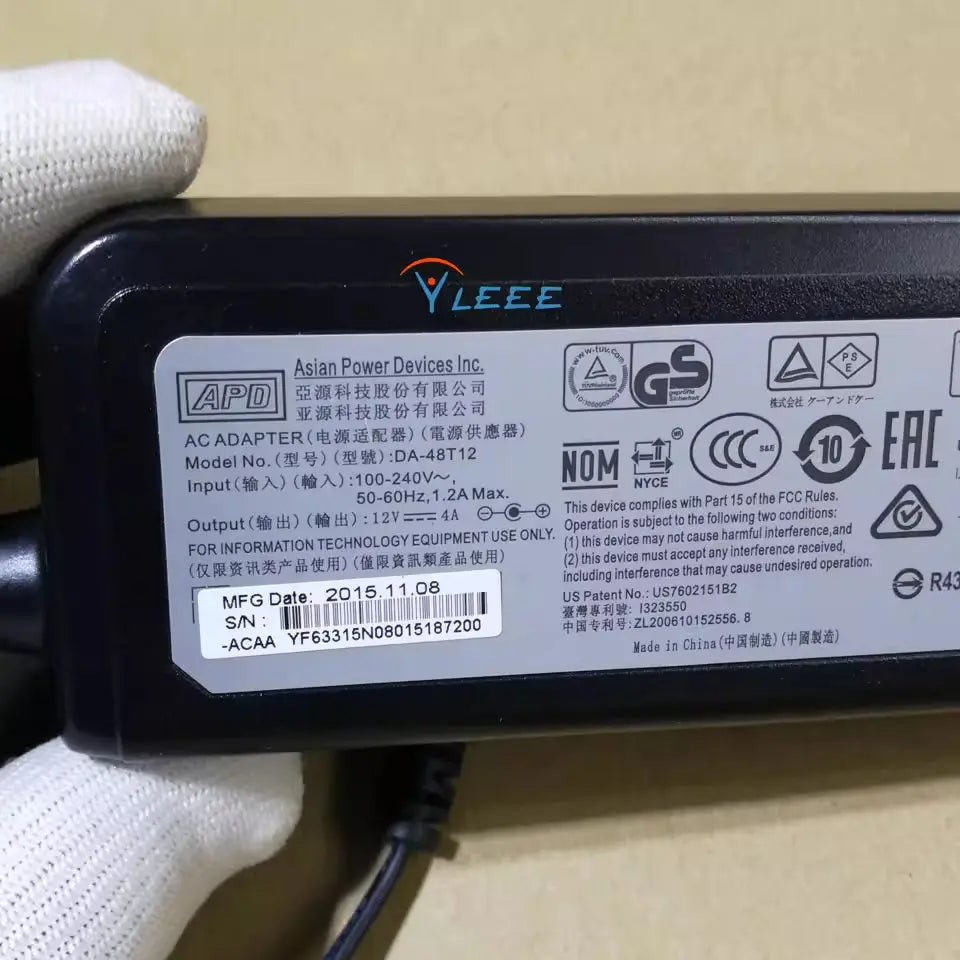 YLEEE
APD
Asian Power Devices Inc.
亞源科技股份有限公司
亚源科技股份有限公司
AC ADAPTER (电源适配器) (電源供應器)
Model No. (型号) (型號) :DA-48T12
Input (输入) (輸入) :100-240V~,
50-60Hz,1.2A Max.
Output (输出) (輸出) :12V⎓4A
FOR INFORMATION TECHNOLOGY EQUIPMENT USE ONLY.
(仅限资讯类产品使用) (僅限資訊類產品使用)
MFG Date: 2015.11.08
S/N :
-ACAA YF63315N08015187200
www.tuv.com
TÜVRheinland
GS
geprüfte
Sicherheit
PS
E
株式会社 ケーアンドケー
NOM
NYCE
MR
CCC
S&E
10
EAC
This device complies with Part 15 of the FCC Rules.
Operation is subject to the following two conditions:
(1) this device may not cause harmful interference,and
(2) this device must accept any interference received,
including interference that may cause undesired operation.
US Patent No.: US7602151B2
臺灣專利號: I323550
中国专利号:ZL200610152556.8
Made in China(中国制造) (中國製造)
R43